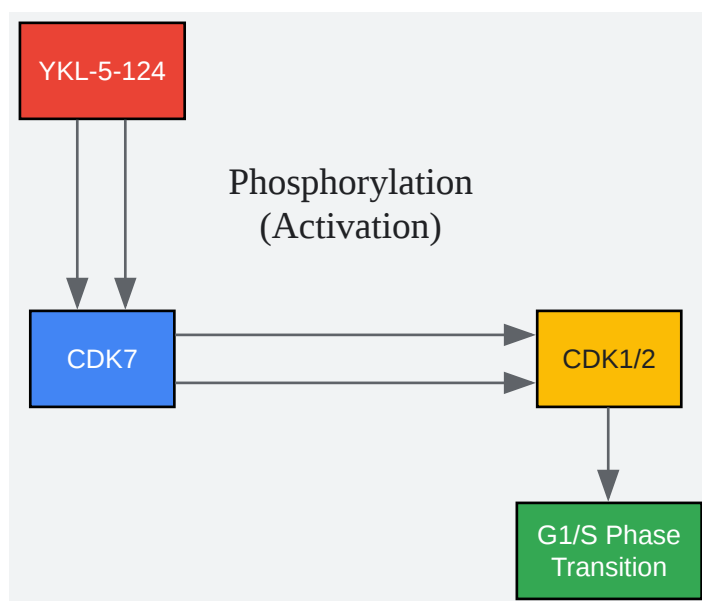 YKL-5-124
Phosphorylation
(Activation)
CDK7
CDK1/2
G1/S Phase
Transition